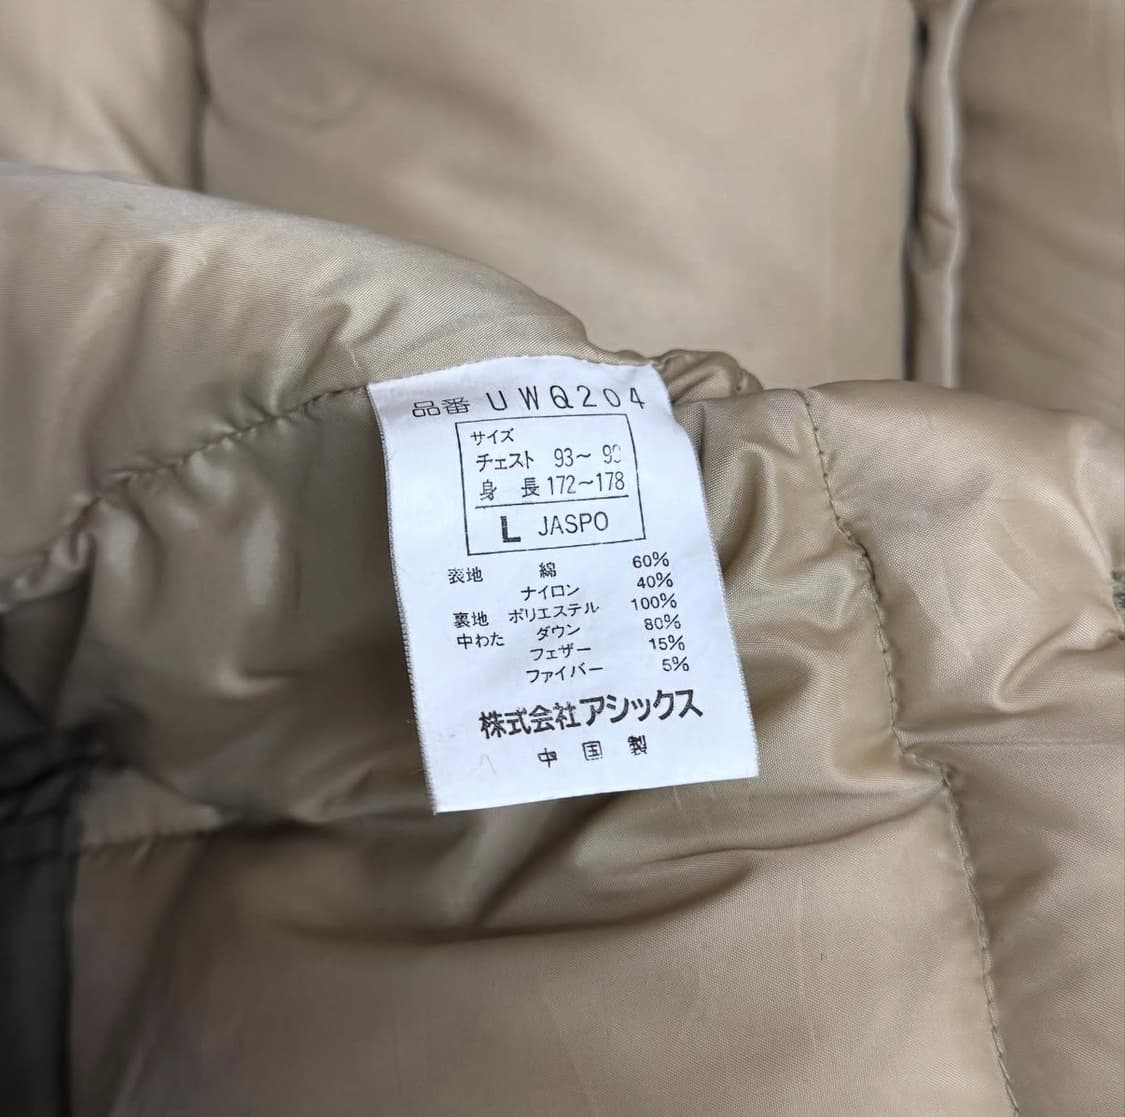 品番 UWQ204
サイズ
チェスト 93～
身 長 172～178
L JASPO
表地 綿 60%
ナイロン 40%
裏地 ポリエステル 100%
中わた ダウン 80%
フェザー 15%
ファイバー 5%
株式会社アシックス
中国製